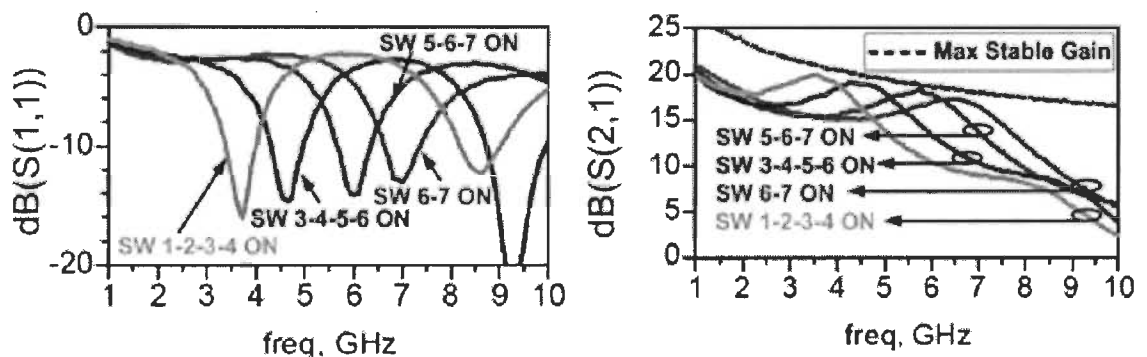 dB(S(1,1))
0
-10
-20
SW 5-6-7 ON
SW 6-7 ON
SW 3-4-5-6 ON
SW 1-2-3-4 ON
1 2 3 4 5 6 7 8 9 10
freq, GHz
dB(S(2,1))
25
20
15
10
5
0
Max Stable Gain
SW 5-6-7 ON
SW 3-4-5-6 ON
SW 6-7 ON
SW 1-2-3-4 ON
1 2 3 4 5 6 7 8 9 10
freq, GHz